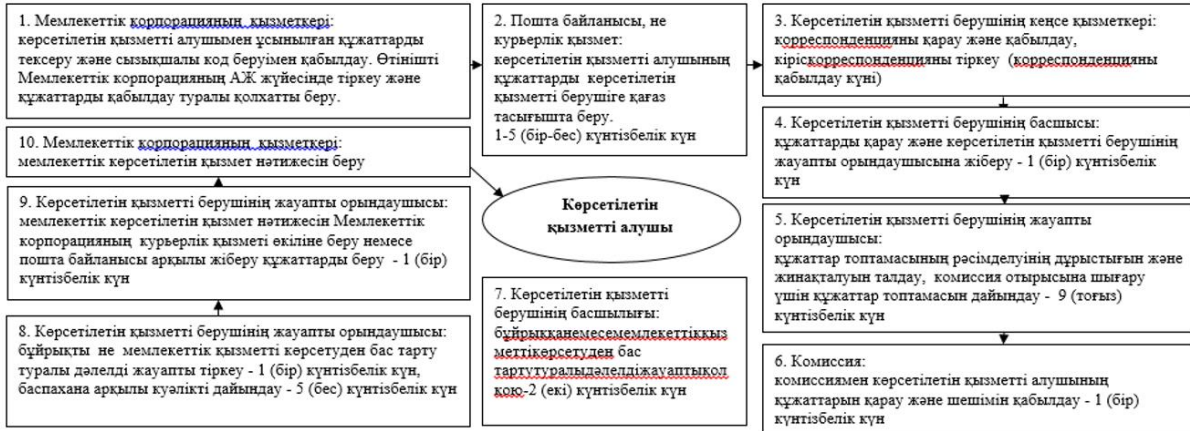 1. Мемлекеттік корпорацияның қызметкері:
көрсетілетін қызметті алушымен ұсынылған құжаттарды
тексеру және сызықшалы код беруімен қабылдау. Өтінішті
Мемлекеттік корпорацияның АЖ жүйесінде тіркеу және
құжаттарды қабылдау туралы қолхатты беру.
2. Пошта байланысы, не
курьерлік қызмет:
көрсетілетін қызметті алушының
құжаттарды көрсетілетін
қызметті берушіге қағаз
тасығышта беру.
1-5 (бір-бес) күнтізбелік күн
3. Көрсетілетін қызметті берушінің кеңсе қызметкері:
қорреспонденцияны қарау және қабылдау,
кіріскорреспонденцияны тіркеу (корреспонденцияны
қабылдау күні)
4. Көрсетілетін қызметті берушінің басшысы:
құжаттарды қарау және көрсетілетін қызметті берушінің
жауапты орындаушысына жіберу - 1 (бір) күнтізбелік
күн
5. Көрсетілетін қызметті берушінің жауапты
орындаушысы:
құжаттар топтамасының рәсімделуінің дұрыстығын және
жинақталуын талдау, комиссия отырысына шығару
үшін құжаттар топтамасын дайындау - 9 (тоғыз)
күнтізбелік күн
6. Комиссия:
комиссиямен көрсетілетін қызметті алушының
құжаттарын қарау және шешімін қабылдау - 1 (бір)
күнтізбелік күн
7. Көрсетілетін қызметті
берушінің басшылығы:
бұйрыққанемесемемлекеттікқыз
меттікөрсетуден бас
тартутуралыдәлелдіжауаптықол
қою-2 (екі) күнтізбелік күн
8. Көрсетілетін қызметті берушінің жауапты орындаушысы:
бұйрықты не мемлекеттік қызметті көрсетуден бас тарту
туралы дәлелді жауапты тіркеу - 1 (бір) күнтізбелік күн,
баспахана арқылы куәлікті дайындау - 5 (бес) күнтізбелік күн
9. Көрсетілетін қызметті берушінің жауапты орындаушысы:
мемлекеттік көрсетілетін қызмет нәтижесін Мемлекеттік
корпорацияның курьерлік қызметі өкіліне беру немесе
пошта байланысы арқылы жіберу құжаттарды беру - 1 (бір)
күнтізбелік күн
10. Мемлекеттік корпорацияның қызметкері:
мемлекеттік көрсетілетін қызмет нәтижесін беру
Көрсетілетін
қызметті алушы